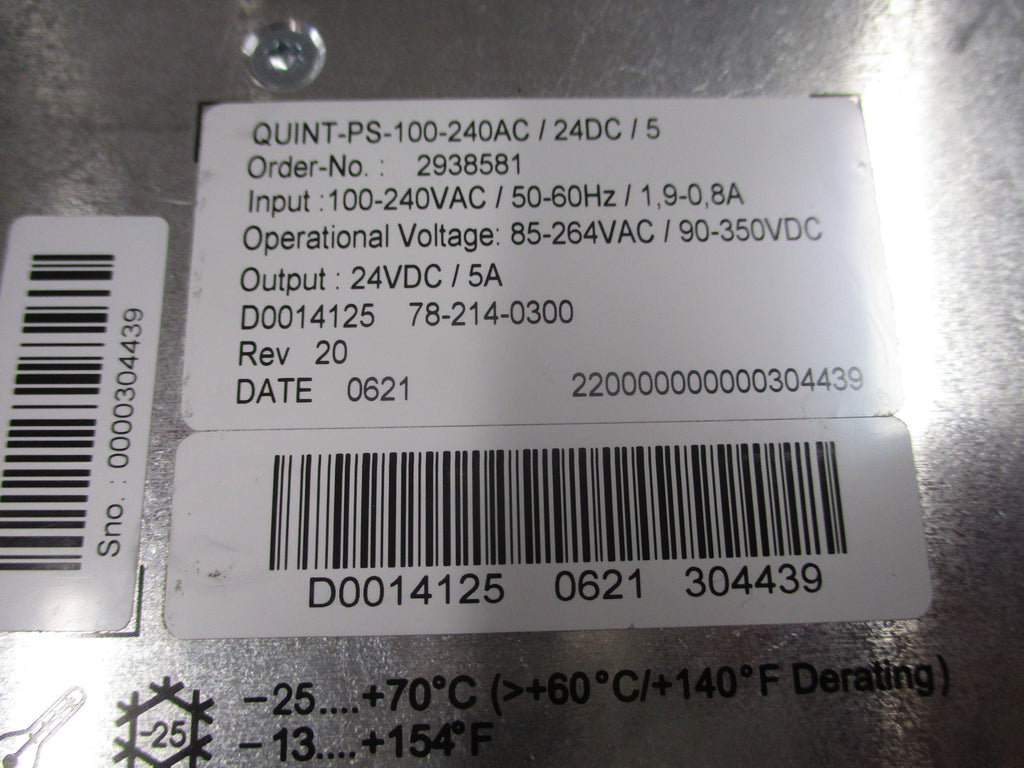 QUINT-PS-100-240AC / 24DC / 5
Order-No. : 2938581
Input :100-240VAC / 50-60Hz / 1,9-0,8A
Operational Voltage: 85-264VAC / 90-350VDC
Output : 24VDC / 5A
D0014125 78-214-0300
Rev 20
DATE 0621 220000000000304439
Sno. : 0000304439
D0014125 0621 304439
-25....+70°C (>+60°C/+140°F Derating)
-13....+154°F
-25